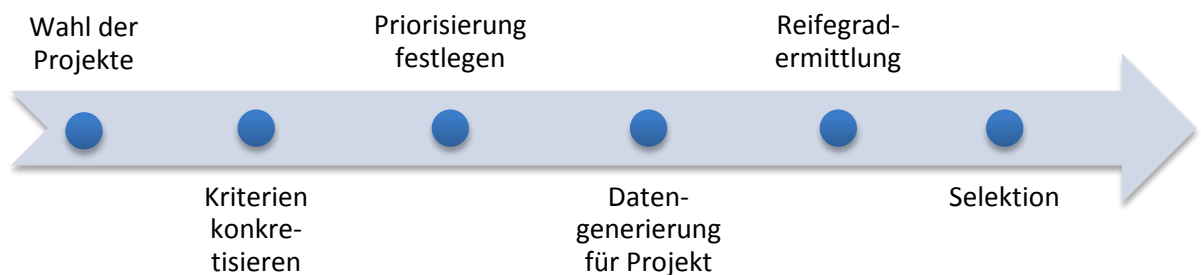 Wahl der
Projekte
Kriterien
konkre-
tisieren
Priorisierung
festlegen
Daten-
generierung
für Projekt
Reifegrad-
ermittlung
Selektion